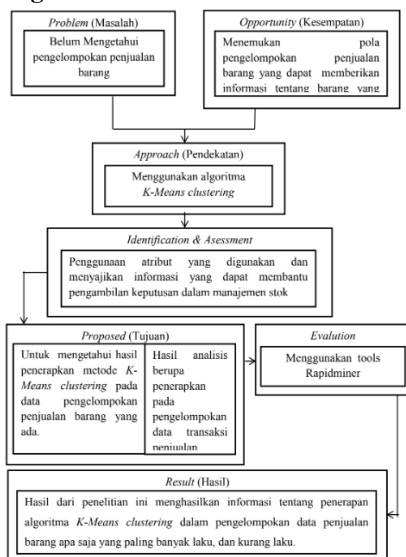 Problem (Masalah)
Belum Mengetahui
pengelompokan penjualan
barang
Opportunity (Kesempatan)
Menemukan pola
pengelompokan penjualan
barang yang dapat memberikan
informasi tentang barang yang
Approach (Pendekatan)
Menggunakan algoritma
K-Means clustering
Identification & Asessment
Penggunaan atribut yang digunakan dan
menyajikan informasi yang dapat membantu
pengambilan keputusan dalam manajemen stok
Proposed (Tujuan)
Untuk mengetahui hasil
penerapkan metode K-
Means clustering pada
data pengelompokan
penjualan barang yang
ada.
Hasil analisis
berupa
penerapkan
pada
pengelompokan
data transaksi
penjualan
Evalution
Menggunakan tools
Rapidminer
Result (Hasil)
Hasil dari penelitian ini menghasilkan informasi tentang penerapan
algoritma K-Means clustering dalam pengelompokan data penjualan
barang apa saja yang paling banyak laku, dan kurang laku.